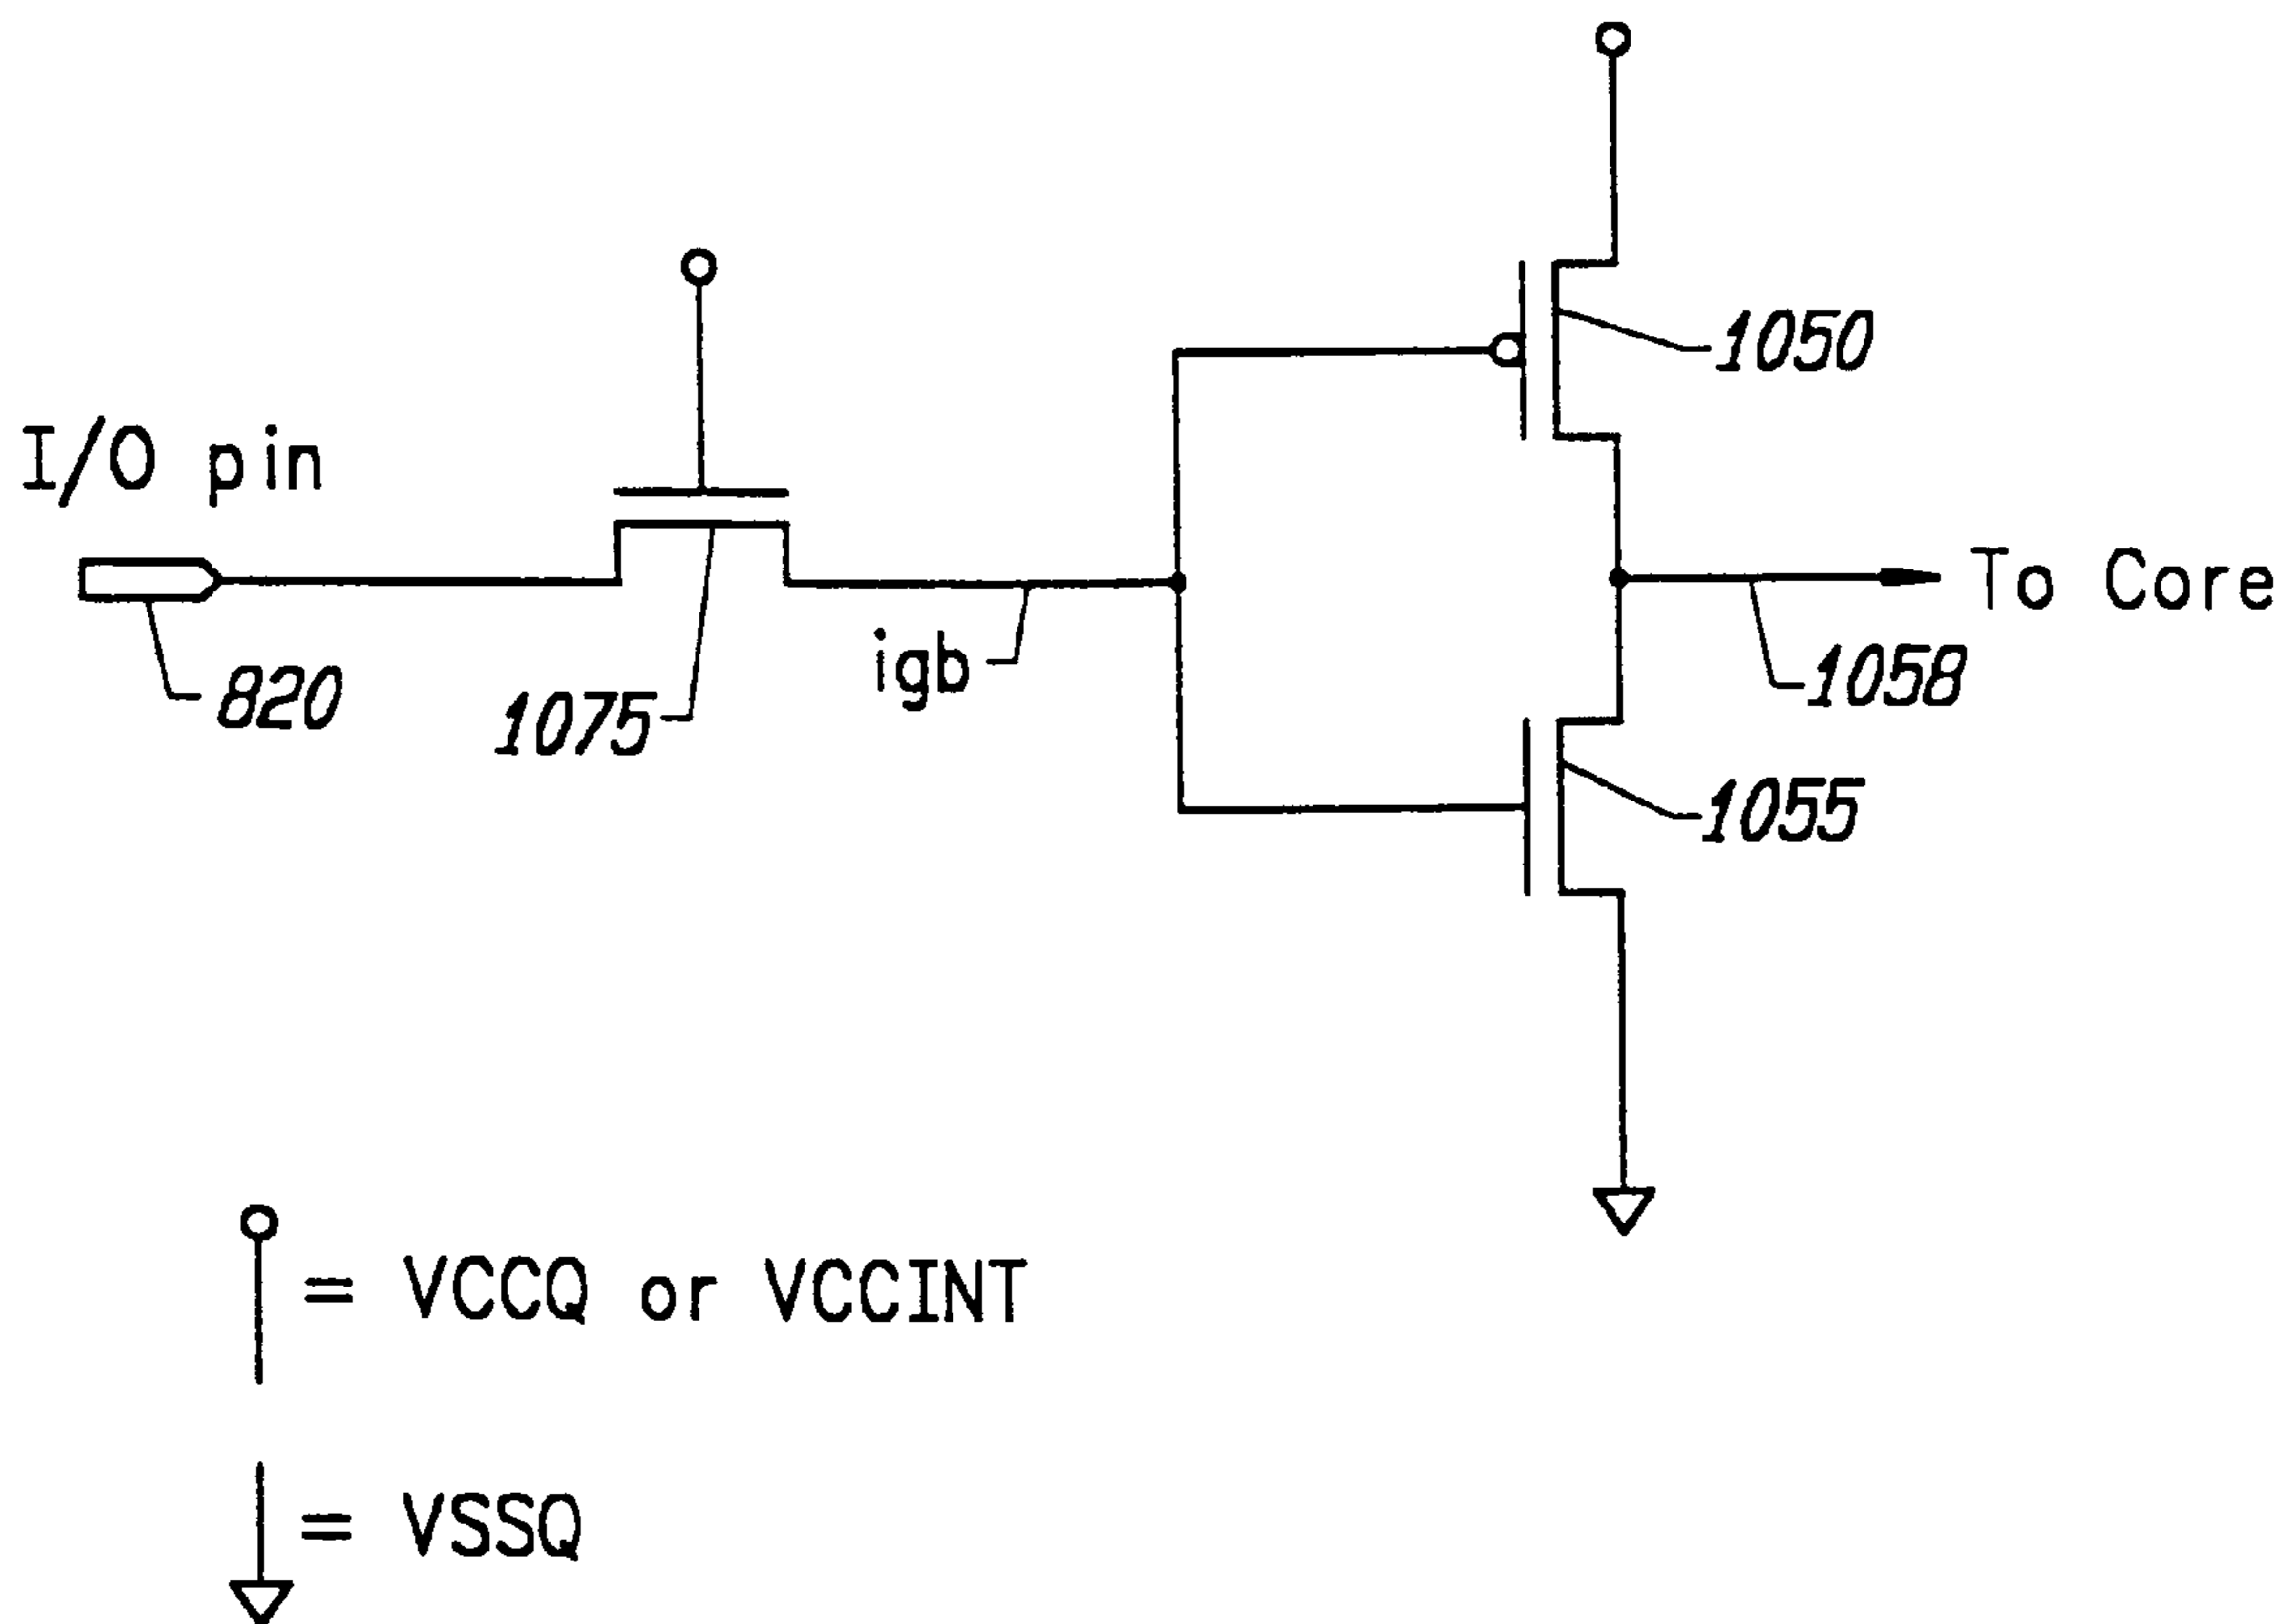 1050
I/O pin
To Core
igb
1058
820
1075
1055
= VCCQ or VCCINT
= VSSQ